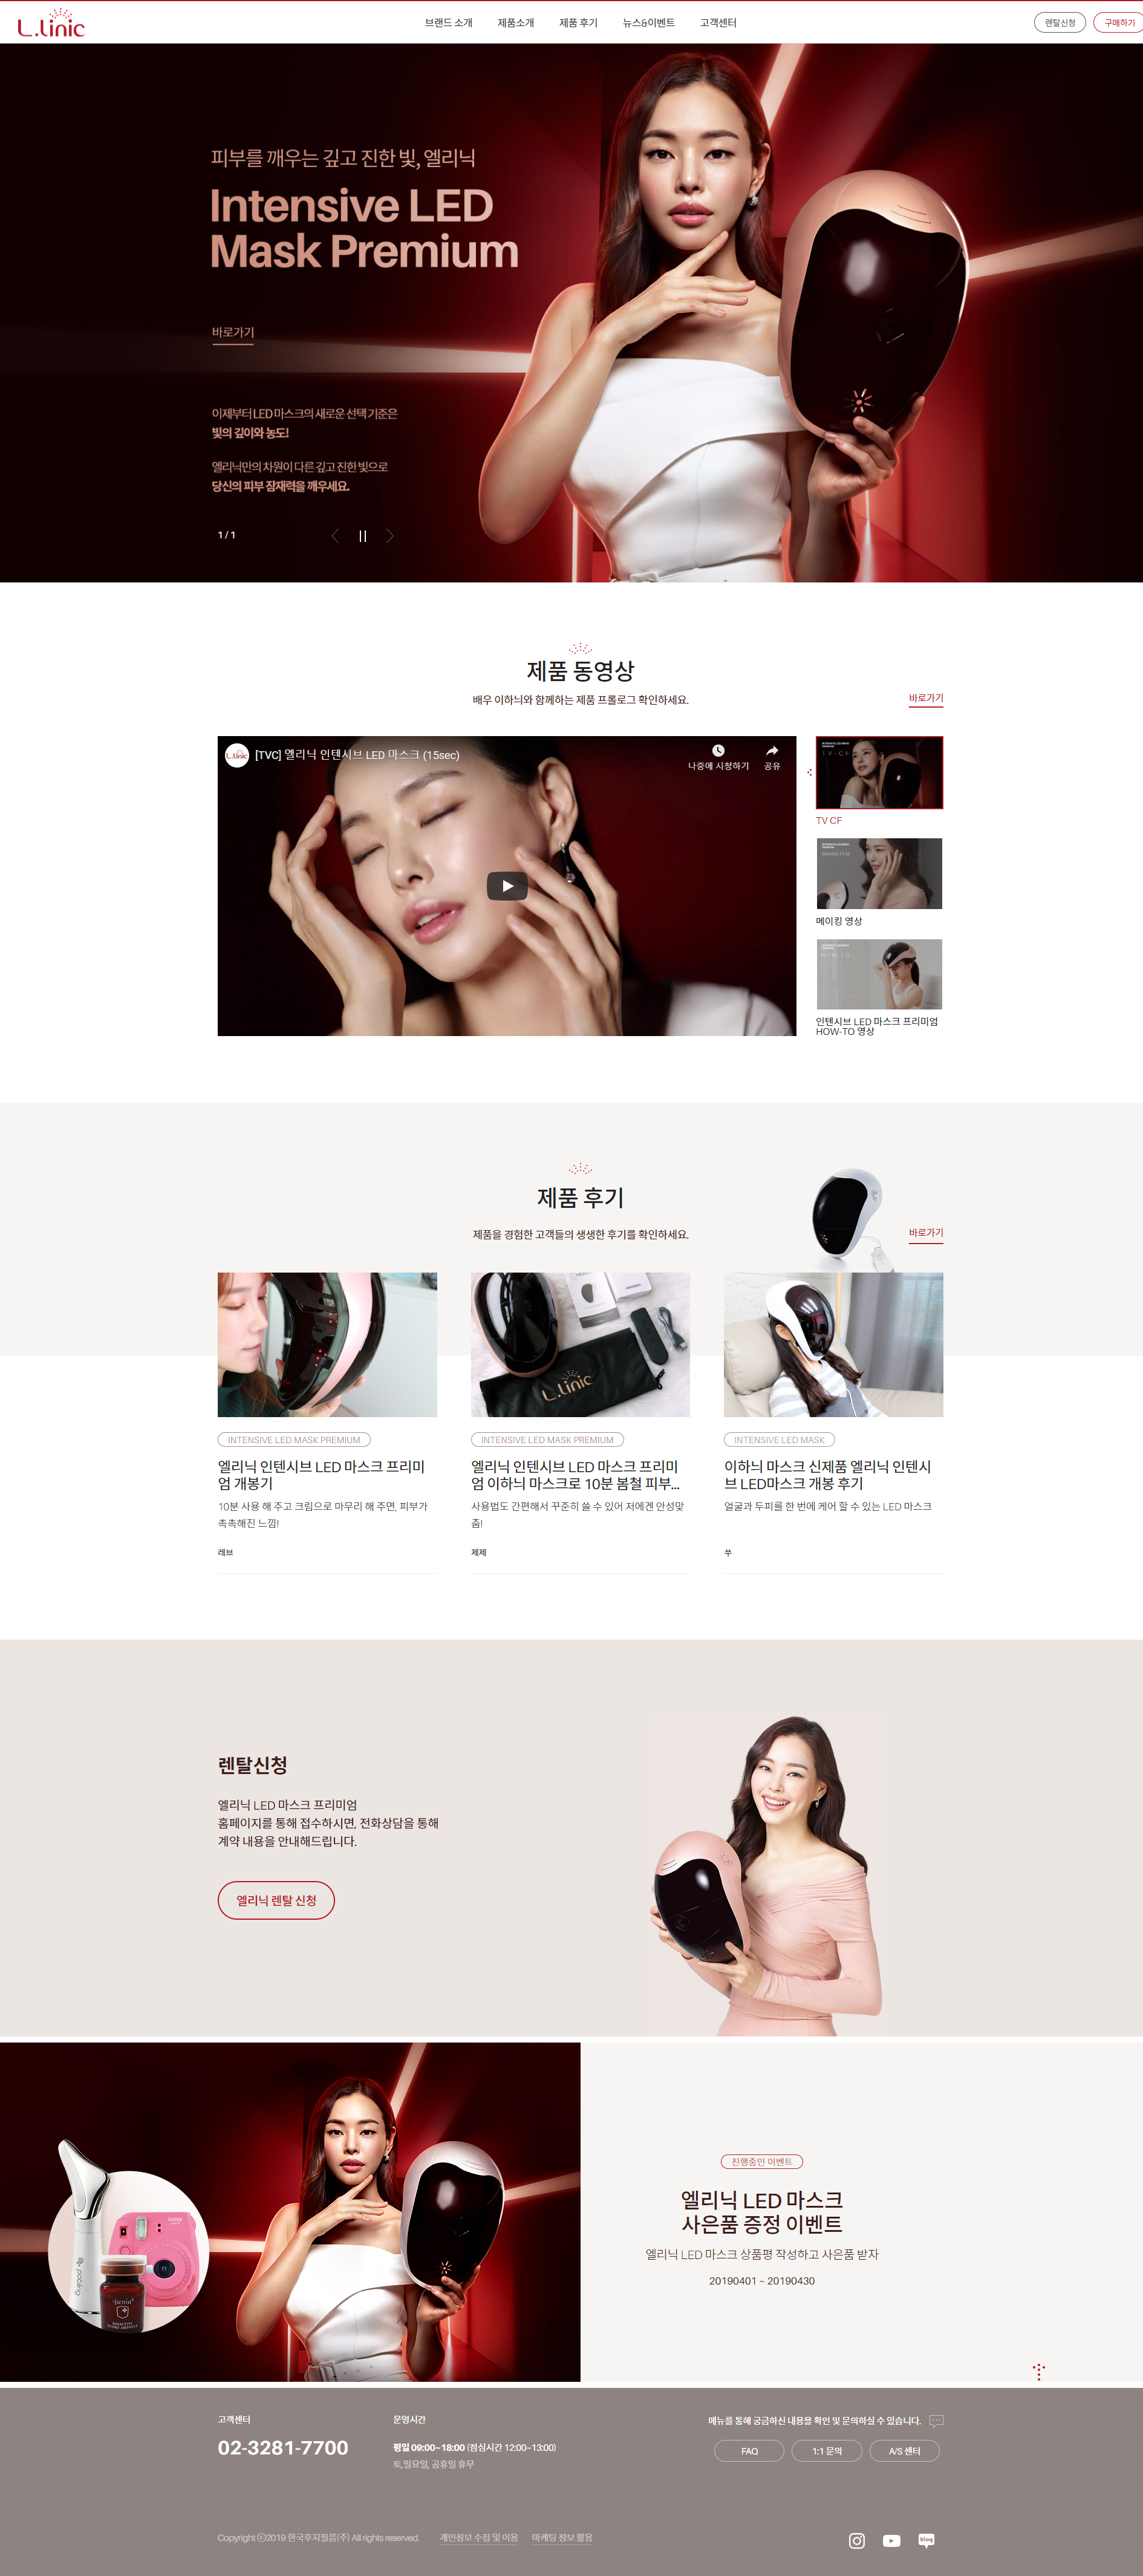 L.linic
브랜드 소개
제품소개
제품 후기
뉴스&이벤트
고객센터
렌탈신청
구매하기
피부를 깨우는 깊고 진한 빛, 엘리닉
Intensive LED
Mask Premium
바로가기
이제부터 LED 마스크의 새로운 선택 기준은
빛의 깊이와 농도!
엘리닉만의 차원이 다른 깊고 진한 빛으로
당신의 피부 잠재력을 깨우세요.
1 / 1
제품 동영상
배우 이하늬와 함께하는 제품 프롤로그 확인하세요.
바로가기
L.linic
[TVC] 엘리닉 인텐시브 LED 마스크 (15sec)
나중에 시청하기
공유
TV-CF
TV CF
메이킹 영상
HOW-TO
인텐시브 LED 마스크 프리미엄
HOW-TO 영상
제품 후기
제품을 경험한 고객들의 생생한 후기를 확인하세요.
바로가기
L.linic
INTENSIVE LED MASK PREMIUM
엘리닉 인텐시브 LED 마스크 프리미
엄 개봉기
10분 사용 해 주고 크림으로 마무리 해 주면, 피부가
촉촉해진 느낌!
레브
INTENSIVE LED MASK PREMIUM
엘리닉 인텐시브 LED 마스크 프리미
엄 이하늬 마스크로 10분 봄철 피부...
사용법도 간편해서 꾸준히 쓸 수 있어 저에겐 안성맞
춤!
제제
INTENSIVE LED MASK
이하늬 마스크 신제품 엘리닉 인텐시
브 LED마스크 개봉 후기
얼굴과 두피를 한 번에 케어 할 수 있는 LED 마스크
쑤
렌탈신청
엘리닉 LED 마스크 프리미엄
홈페이지를 통해 접수하시면, 전화상담을 통해
계약 내용을 안내해드립니다.
엘리닉 렌탈 신청
진행중인 이벤트
엘리닉 LED 마스크
사은품 증정 이벤트
엘리닉 LED 마스크 상품평 작성하고 사은품 받자
20190401 ~ 20190430
고객센터
02-3281-7700
운영시간
평일 09:00~18:00 (점심시간 12:00~13:00)
토,일요일, 공휴일 휴무
메뉴를 통해 궁금하신 내용을 확인 및 문의하실 수 있습니다.
FAQ
1:1 문의
A/S 센터
Copyright ⓒ2019 한국후지필름(주) All rights reserved.
개인정보 수집 및 이용
마케팅 정보 활용
blog